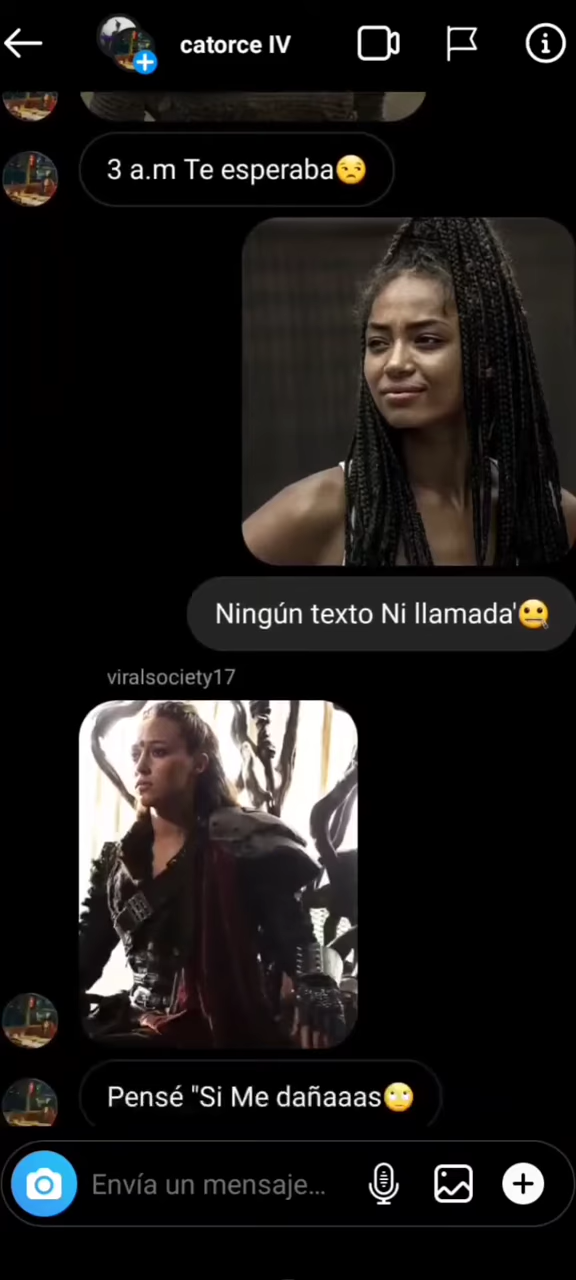 catorce IV
3 a.m Te esperaba😒
Ningún texto Ni llamada'🤐
viralsociety17
Pensé "Si Me dañaaas🙄
Envía un mensaje...